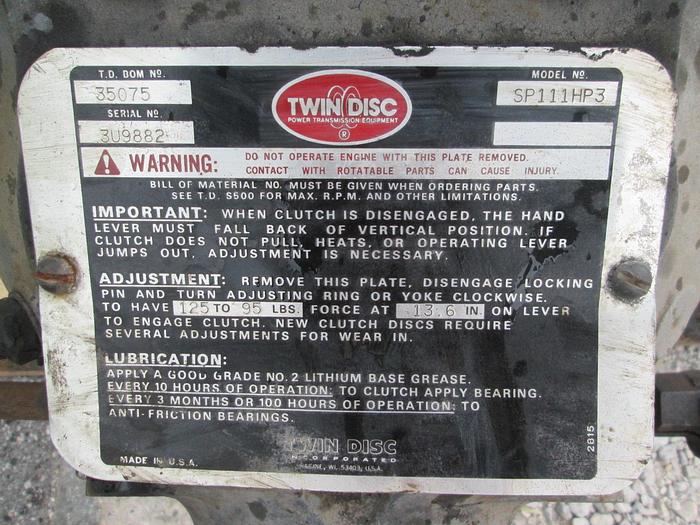 T.D. BOM Nº.
35075
SERIAL Nº.
3U9882
TWIN DISC
POWER TRANSMISSION EQUIPMENT
®
MODEL Nº.
SP111HP3
WARNING: DO NOT OPERATE ENGINE WITH THIS PLATE REMOVED.
CONTACT WITH ROTATABLE PARTS CAN CAUSE INJURY.
BILL OF MATERIAL NO. MUST BE GIVEN WHEN ORDERING PARTS.
SEE T.D. S500 FOR MAX. R.P.M. AND OTHER LIMITATIONS.
IMPORTANT: WHEN CLUTCH IS DISENGAGED, THE HAND
LEVER MUST FALL BACK OF VERTICAL POSITION. IF
CLUTCH DOES NOT PULL, HEATS, OR OPERATING LEVER
JUMPS OUT, ADJUSTMENT IS NECESSARY.
ADJUSTMENT: REMOVE THIS PLATE, DISENGAGE LOCKING
PIN AND TURN ADJUSTING RING OR YOKE CLOCKWISE.
TO HAVE 125 TO 95 LBS. FORCE AT 13.6 IN. ON LEVER
TO ENGAGE CLUTCH. NEW CLUTCH DISCS REQUIRE
SEVERAL ADJUSTMENTS FOR WEAR IN.
LUBRICATION:
APPLY A GOOD GRADE NO. 2 LITHIUM BASE GREASE.
EVERY 10 HOURS OF OPERATION: TO CLUTCH APPLY BEARING.
EVERY 3 MONTHS OR 100 HOURS OF OPERATION: TO
ANTI-FRICTION BEARINGS.
TWIN DISC
INCORPORATED
RACINE, WI. 53403, U.S.A.
MADE IN U.S.A.
2815